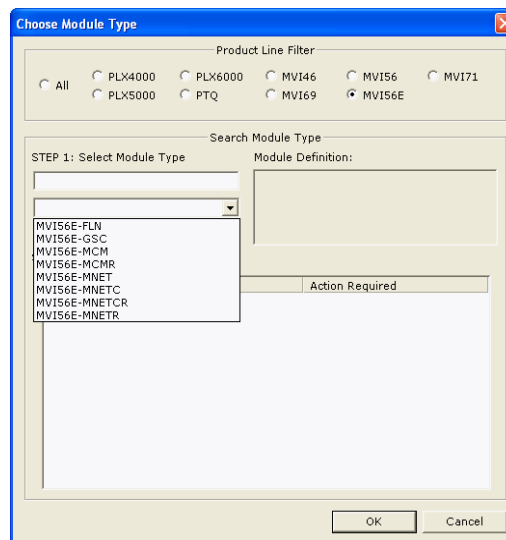 Choose Module Type
Product Line Filter
All
PLX4000 PLX6000 MVI46 MVI56 MVI71
PLX5000 PTQ MVI69 MVI56E
Search Module Type
STEP 1: Select Module Type Module Definition:
MVI56E-FLN
MVI56E-GSC
MVI56E-MCM
MVI56E-MCMR
MVI56E-MNET
MVI56E-MNETC
MVI56E-MNETCR
MVI56E-MNETR
Action Required
OK Cancel